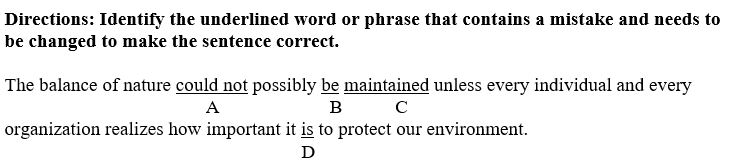 Directions: Identify the underlined word or phrase that contains a mistake and needs to
be changed to make the sentence correct.
The balance of nature could not possibly be maintained unless every individual and every
A B C
organization realizes how important it is to protect our environment.
D